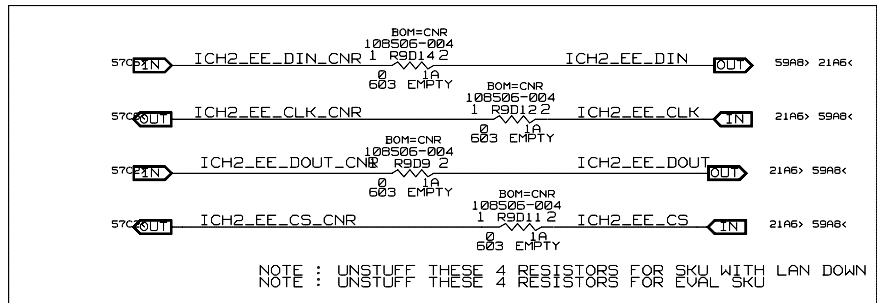 BOM=CNR
108506-004
1 R9D14 2
IN ICH2_EE_DIN_CNR ICH2_EE_DIN OUT 59A8> 21A6<
0 1A
603 EMPTY
BOM=CNR
108506-004
1 R9D12 2
OUT ICH2_EE_CLK_CNR ICH2_EE_CLK IN 21A6> 59A8<
0 1A
603 EMPTY
BOM=CNR
108506-004
R9D9 2
IN ICH2_EE_DOUT_CNR ICH2_EE_DOUT OUT 21A6> 59A8<
0 1A
603 EMPTY
BOM=CNR
108506-004
1 R9D11 2
OUT ICH2_EE_CS_CNR ICH2_EE_CS IN 21A6> 59A8<
0 1A
603 EMPTY
NOTE : UNSTUFF THESE 4 RESISTORS FOR SKU WITH LAN DOWN
NOTE : UNSTUFF THESE 4 RESISTORS FOR EVAL SKU